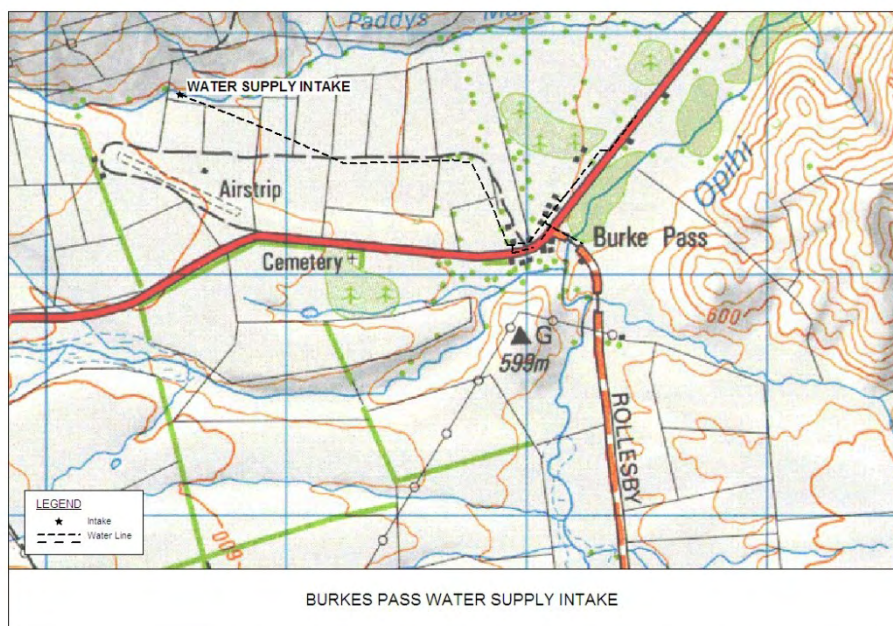 Paddys
WATER SUPPLY INTAKE
Opihi
Airstrip
Burke Pass
Cemetery
600
G
599m
ROLLESBY
LEGEND
Intake
Water Line
600
BURKES PASS WATER SUPPLY INTAKE